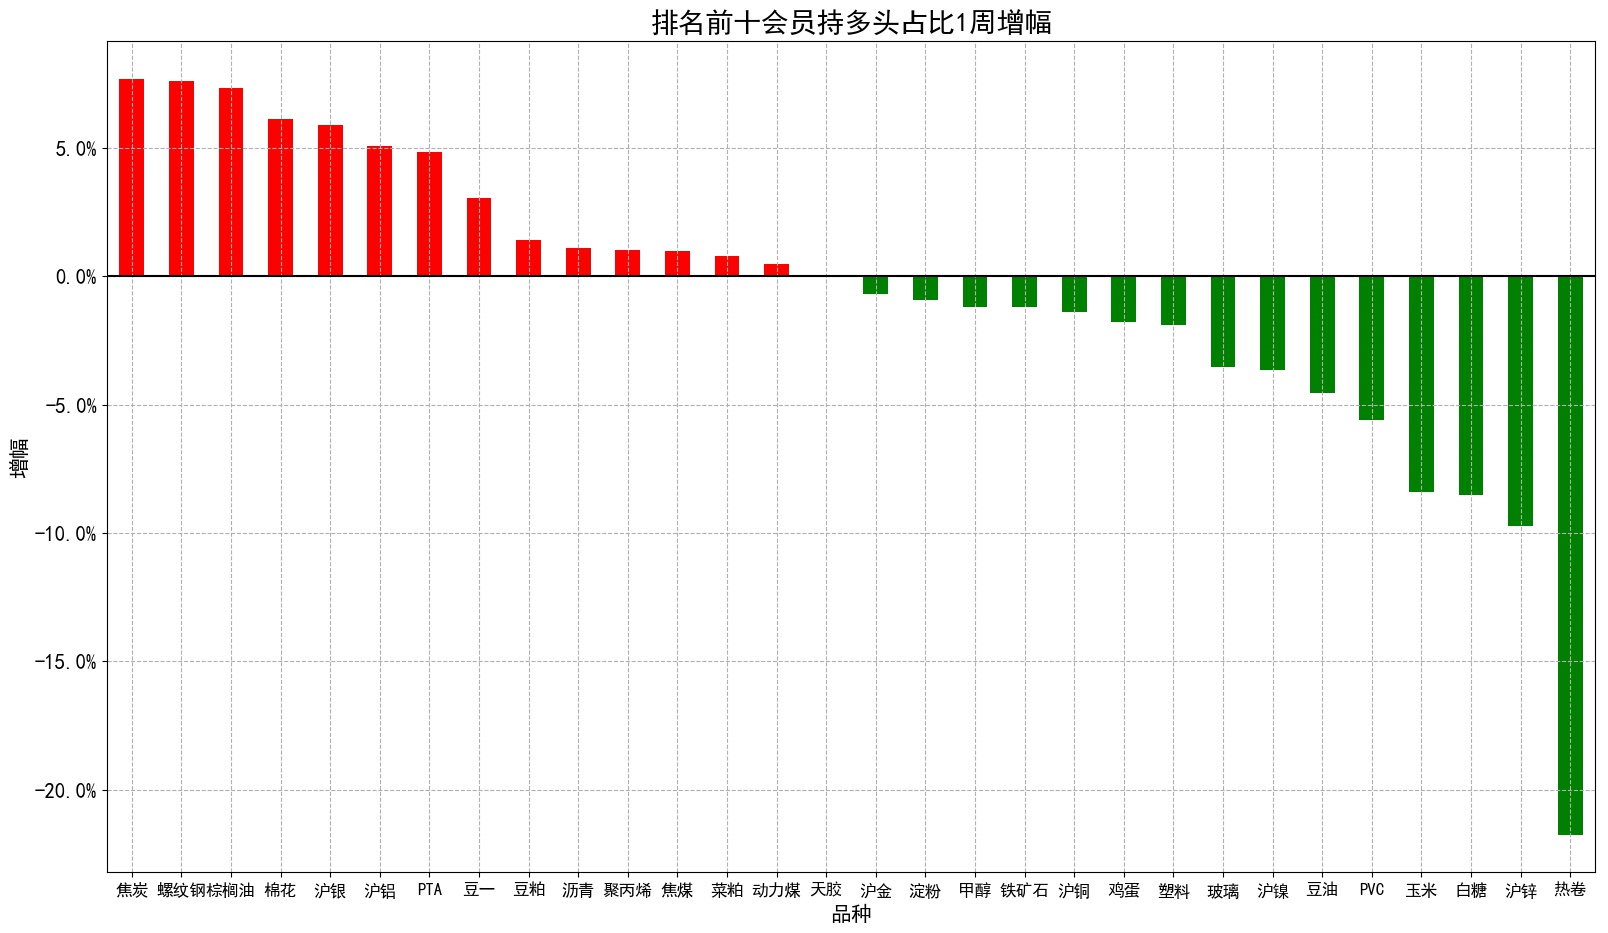 排名前十会员持多头占比1周增幅
5.0%
0.0%
−5.0%
−10.0%
−15.0%
−20.0%
增幅
焦炭 螺纹钢 棕榈油 棉花 沪银 沪铝 PTA 豆一 豆粕 沥青 聚丙烯 焦煤 菜粕 动力煤 天胶 沪金 淀粉 甲醇 铁矿石 沪铜 鸡蛋 塑料 玻璃 沪镍 豆油 PVC 玉米 白糖 沪锌 热卷
品种